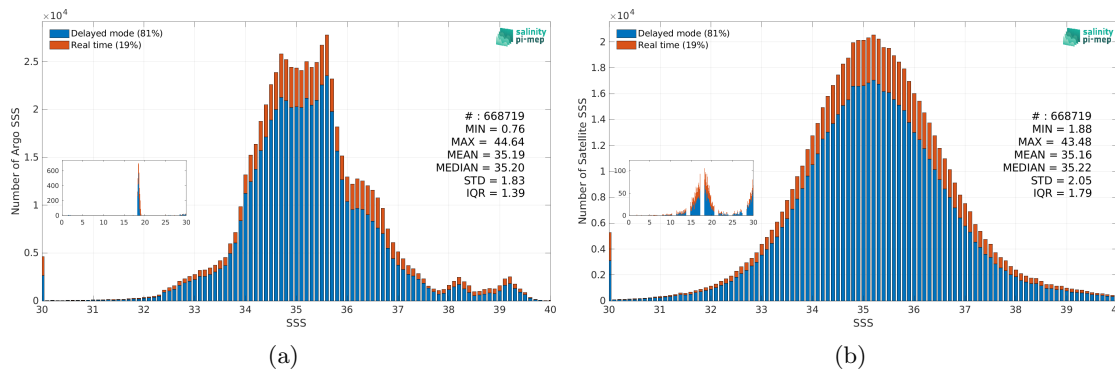 ×10⁴
Delayed mode (81%)
Real time (19%)
salinity
pi-mep
# : 668719
MIN = 0.76
MAX = 44.64
MEAN = 35.19
MEDIAN = 35.20
STD = 1.83
IQR = 1.39
Number of Argo SSS
2.5
2
1.5
1
0.5
0
600
400
200
0
0 5 10 15 20 25 30
30 31 32 33 34 35 36 37 38 39 40
SSS
(a)
×10⁴
Delayed mode (81%)
Real time (19%)
salinity
pi-mep
# : 668719
MIN = 1.88
MAX = 43.48
MEAN = 35.16
MEDIAN = 35.22
STD = 2.05
IQR = 1.79
Number of Satellite SSS
2
1.8
1.6
1.4
1.2
1
0.8
0.6
0.4
0.2
0
100
50
0
0 5 10 15 20 25 30
30 31 32 33 34 35 36 37 38 39 40
SSS
(b)